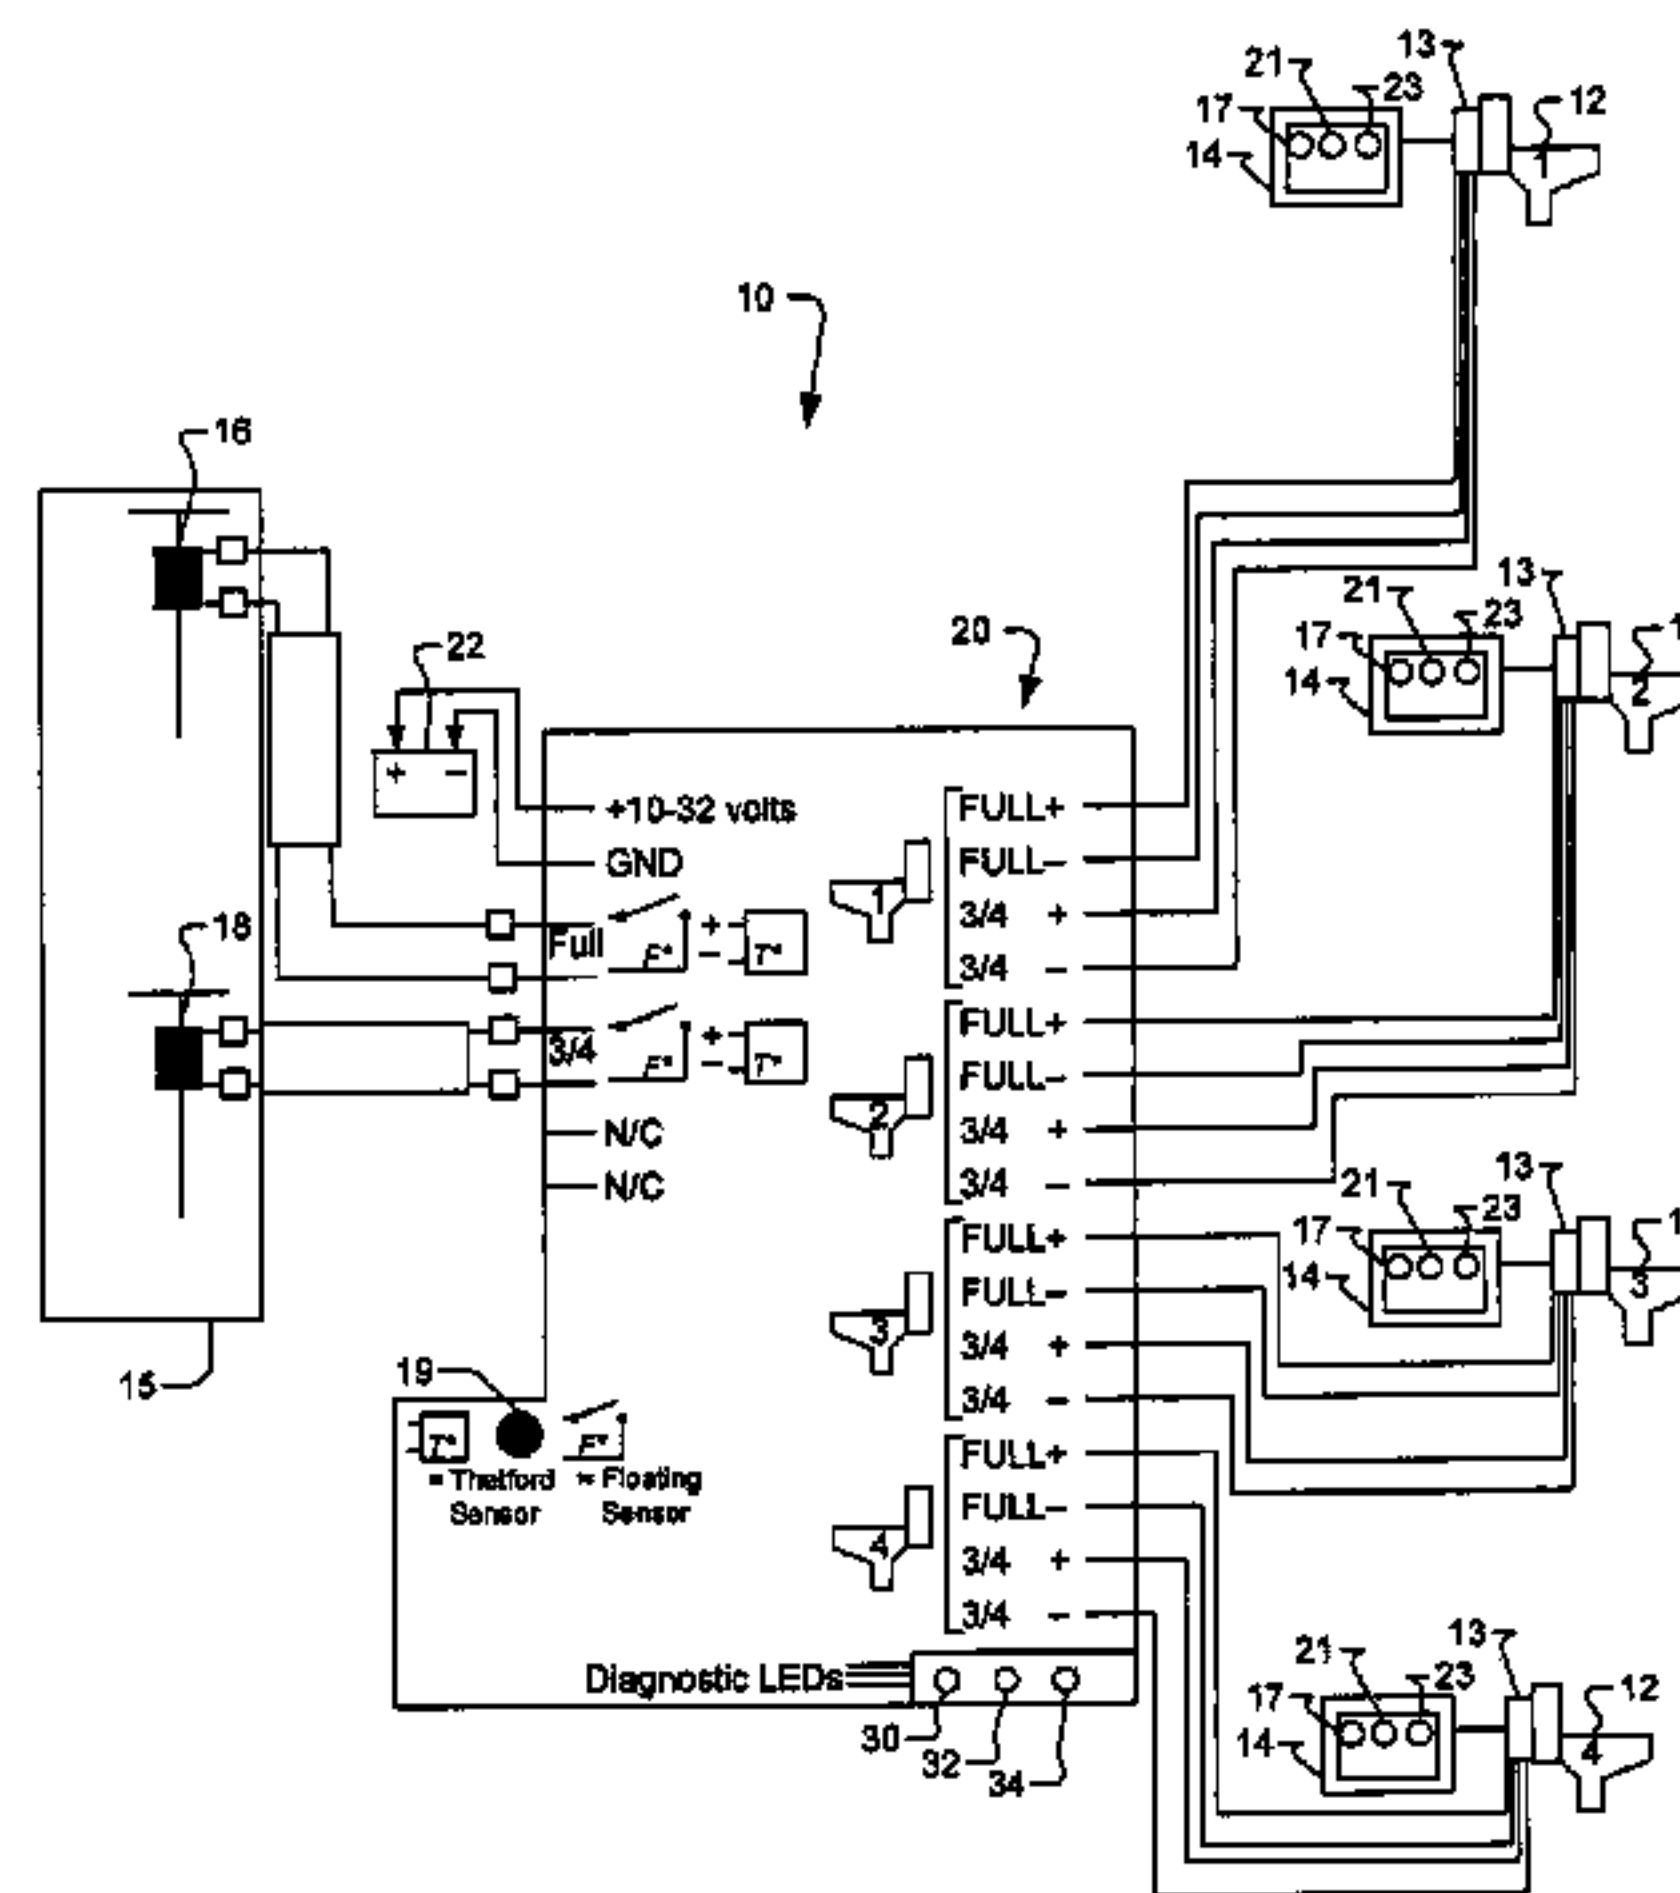 13
21
23
17
12
14
1
10
16
13
21
23
17
14
2
20
22
+ −
+10-32 volts
GND
Full
F*
+
−
T*
3/4
F*
+
−
T*
N/C
N/C
18
15
1
FULL+
FULL−
3/4 +
3/4 −
2
FULL+
FULL−
3/4 +
3/4 −
3
FULL+
FULL−
3/4 +
3/4 −
4
FULL+
FULL−
3/4 +
3/4 −
13
21
23
17
14
3
19
T*
F*
= Thetford Sensor
= Floating Sensor
Diagnostic LEDs
30
32
34
13
21
23
17
12
14
4